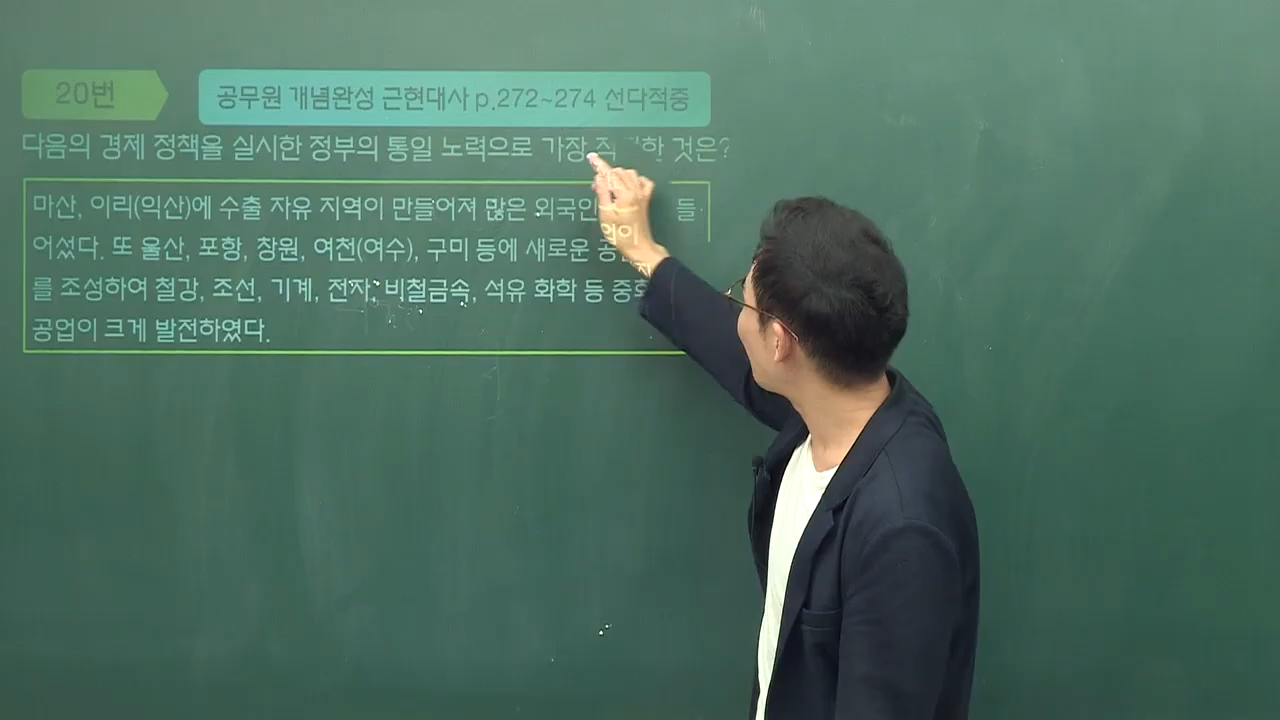 20번
공무원 개념완성 근현대사 p.272~274 선다적중
다음의 경제 정책을 실시한 정부의 통일 노력으로 가장 것은?
마산, 이리(익산)에 수출 자유 지역이 만들어져 많은 외국인 들
어섰다. 또 울산, 포항, 창원, 여천(여수), 구미 등에 새로운
를 조성하여 철강, 조선, 기계, 전자, 비철금속, 석유 화학 등
공업이 크게 발전하였다.